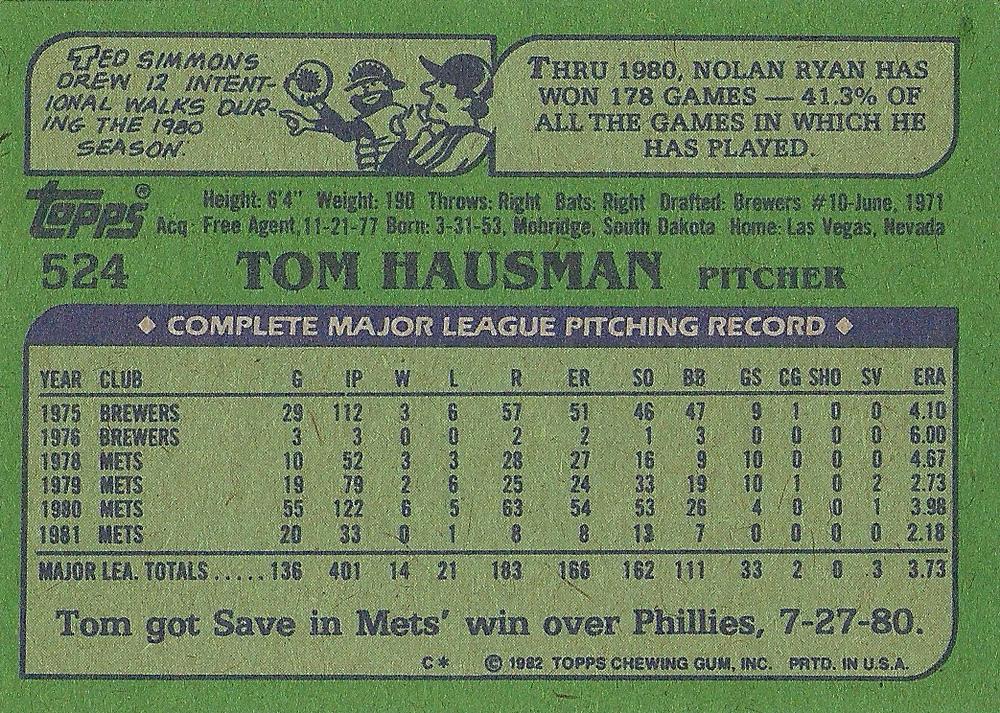 TED SIMMONS
DREW 12 INTENT-
IONAL WALKS DUR-
ING THE 1980
SEASON.
THRU 1980, NOLAN RYAN HAS
WON 178 GAMES — 41.3% OF
ALL THE GAMES IN WHICH HE
HAS PLAYED.
Topps®
Height: 6'4" Weight: 190 Throws: Right Bats: Right Drafted: Brewers #10-June, 1971
Acq: Free Agent,11-21-77 Born: 3-31-53, Mobridge, South Dakota Home: Las Vegas, Nevada
524 TOM HAUSMAN PITCHER
◆ COMPLETE MAJOR LEAGUE PITCHING RECORD ◆
YEAR CLUB G IP W L R ER SO BB GS CG SHO SV ERA
1975 BREWERS 29 112 3 6 57 51 46 47 9 1 0 0 4.10
1976 BREWERS 3 3 0 0 2 2 1 3 0 0 0 0 6.00
1978 METS 10 52 3 3 28 27 16 9 10 0 0 0 4.67
1979 METS 19 79 2 6 25 24 33 19 10 1 0 2 2.73
1980 METS 55 122 6 5 63 54 53 26 4 0 0 1 3.98
1981 METS 20 33 0 1 8 8 13 7 0 0 0 0 2.18
MAJOR LEA. TOTALS.....136 401 14 21 183 166 162 111 33 2 0 3 3.73
Tom got Save in Mets' win over Phillies, 7-27-80.
C* © 1982 TOPPS CHEWING GUM, INC. PRTD. IN U.S.A.